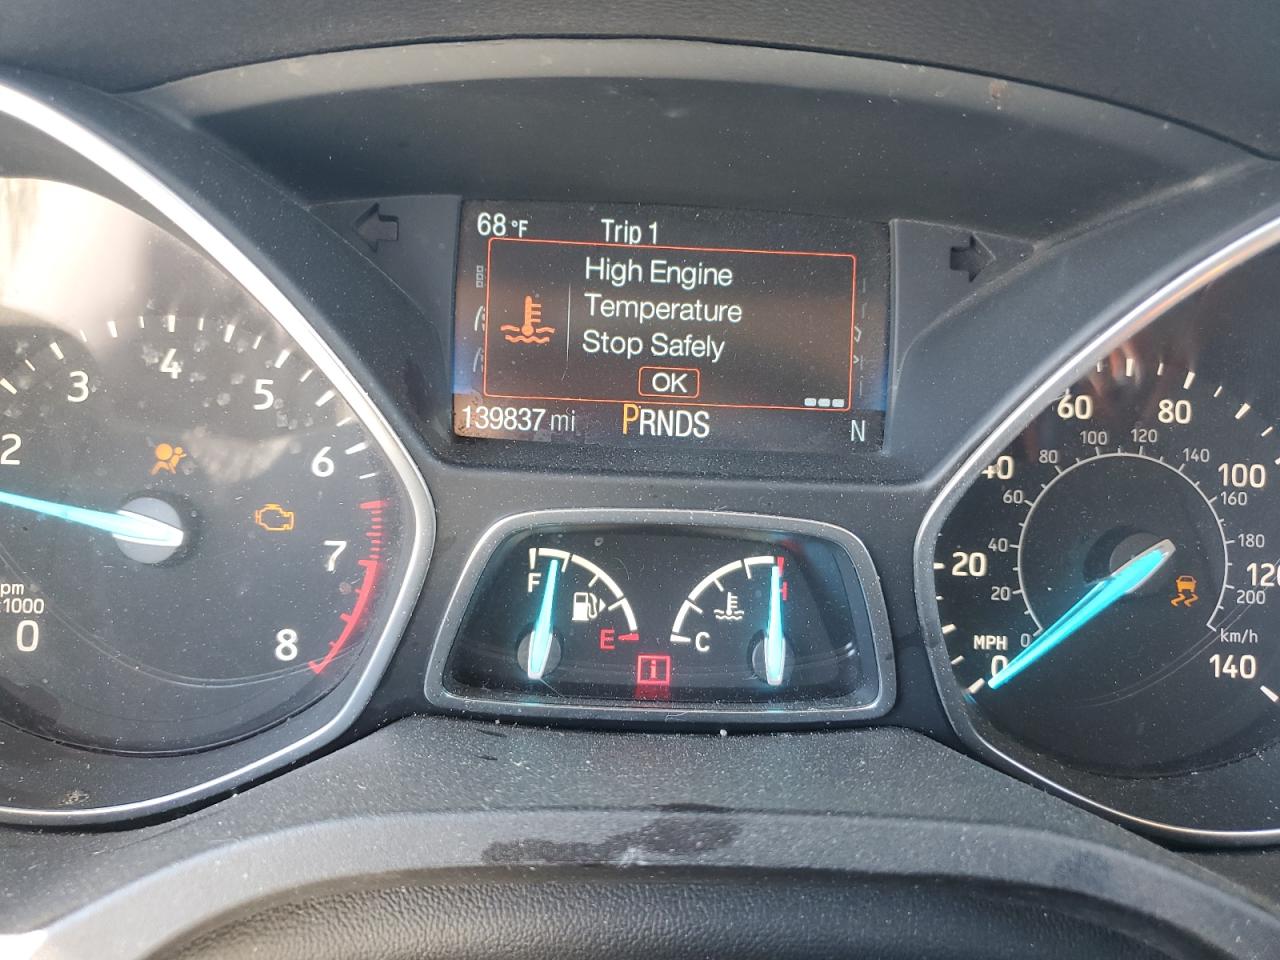 68 °F Trip 1
High Engine
Temperature
Stop Safely
OK
139837 mi PRNDS N
2 3 4 5 6 7 8
0
pm
x1000
F E
C H
i
0 20 40 60 80 100 120 140
MPH
0 20 40 60 80 100 120 140 160 180 200
km/h